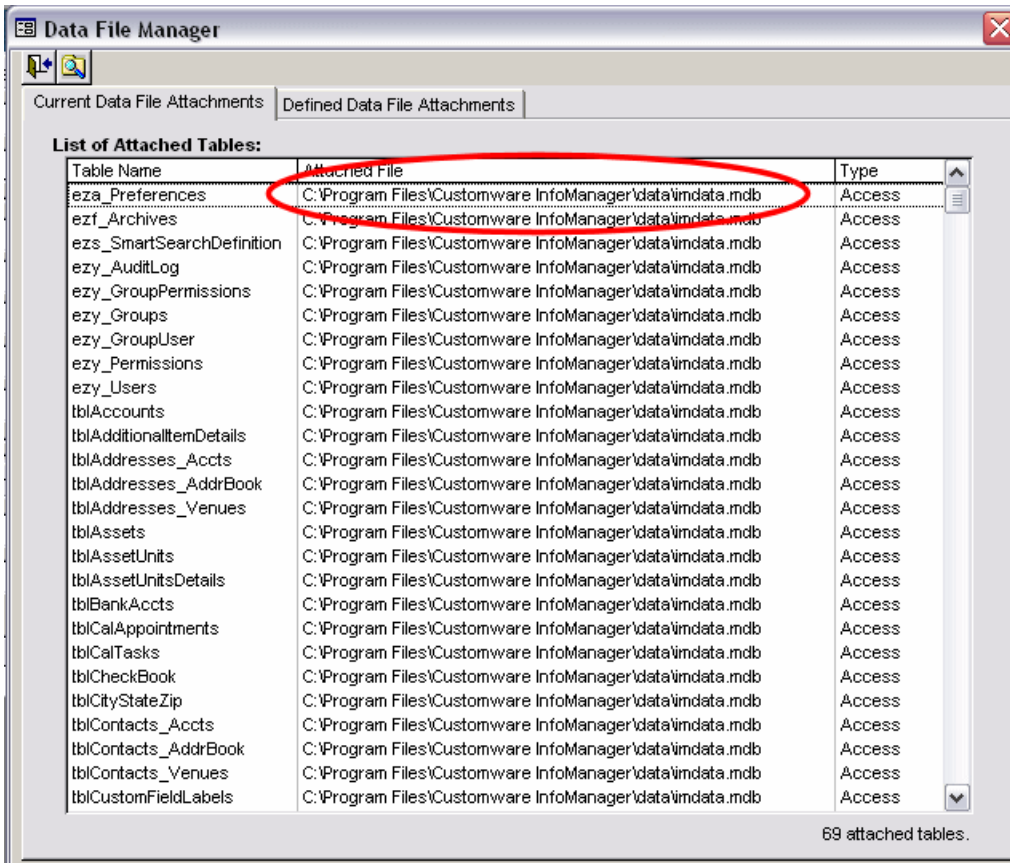 Data File Manager
Current Data File Attachments Defined Data File Attachments
List of Attached Tables:
Table Name Attached File Type
eza_Preferences C:\Program Files\Customware InfoManager\data\imdata.mdb Access
ezf_Archives C:\Program Files\Customware InfoManager\data\imdata.mdb Access
ezs_SmartSearchDefinition C:\Program Files\Customware InfoManager\data\imdata.mdb Access
ezy_AuditLog C:\Program Files\Customware InfoManager\data\imdata.mdb Access
ezy_GroupPermissions C:\Program Files\Customware InfoManager\data\imdata.mdb Access
ezy_Groups C:\Program Files\Customware InfoManager\data\imdata.mdb Access
ezy_GroupUser C:\Program Files\Customware InfoManager\data\imdata.mdb Access
ezy_Permissions C:\Program Files\Customware InfoManager\data\imdata.mdb Access
ezy_Users C:\Program Files\Customware InfoManager\data\imdata.mdb Access
tblAccounts C:\Program Files\Customware InfoManager\data\imdata.mdb Access
tblAdditionalItemDetails C:\Program Files\Customware InfoManager\data\imdata.mdb Access
tblAddresses_Accts C:\Program Files\Customware InfoManager\data\imdata.mdb Access
tblAddresses_AddrBook C:\Program Files\Customware InfoManager\data\imdata.mdb Access
tblAddresses_Venues C:\Program Files\Customware InfoManager\data\imdata.mdb Access
tblAssets C:\Program Files\Customware InfoManager\data\imdata.mdb Access
tblAssetUnits C:\Program Files\Customware InfoManager\data\imdata.mdb Access
tblAssetUnitsDetails C:\Program Files\Customware InfoManager\data\imdata.mdb Access
tblBankAccts C:\Program Files\Customware InfoManager\data\imdata.mdb Access
tblCalAppointments C:\Program Files\Customware InfoManager\data\imdata.mdb Access
tblCalTasks C:\Program Files\Customware InfoManager\data\imdata.mdb Access
tblCheckBook C:\Program Files\Customware InfoManager\data\imdata.mdb Access
tblCityStateZip C:\Program Files\Customware InfoManager\data\imdata.mdb Access
tblContacts_Accts C:\Program Files\Customware InfoManager\data\imdata.mdb Access
tblContacts_AddrBook C:\Program Files\Customware InfoManager\data\imdata.mdb Access
tblContacts_Venues C:\Program Files\Customware InfoManager\data\imdata.mdb Access
tblCustomFieldLabels C:\Program Files\Customware InfoManager\data\imdata.mdb Access
69 attached tables.